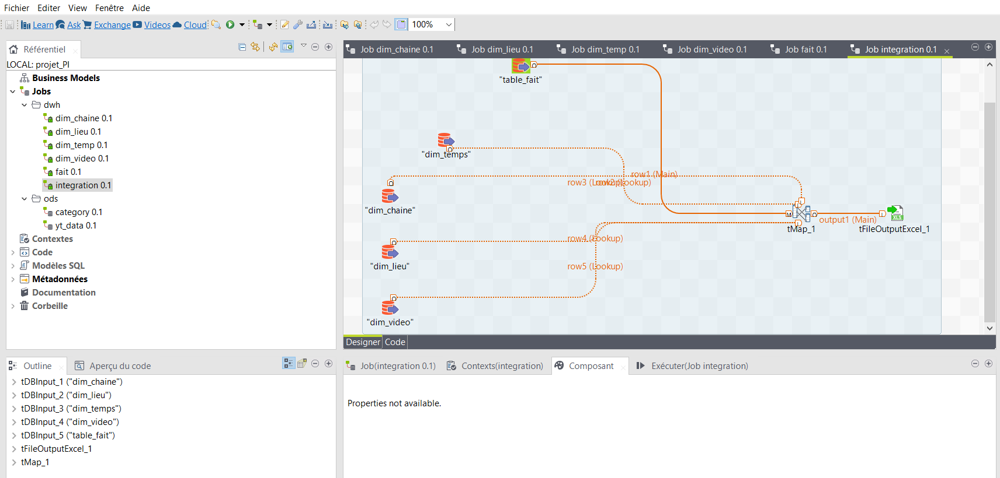 Fichier Editer View Fenêtre Aide
Learn Ask Exchange Videos Cloud 100%
Référentiel
LOCAL: projet_PI
Business Models
Jobs
dwh
dim_chaine 0.1
dim_lieu 0.1
dim_temp 0.1
dim_video 0.1
fait 0.1
integration 0.1
ods
category 0.1
yt_data 0.1
Contextes
Code
Modèles SQL
Métadonnées
Documentation
Corbeille
Job dim_chaine 0.1 Job dim_lieu 0.1 Job dim_temp 0.1 Job dim_video 0.1 Job fait 0.1 Job integration 0.1
"table_fait"
"dim_temps"
row1 (Main)
row3 (Lookup) row2 (Lookup)
"dim_chaine"
output1 (Main)
tMap_1 tFileOutputExcel_1
XLS
row4 (Lookup)
"dim_lieu"
row5 (Lookup)
"dim_video"
Designer Code
Outline Aperçu du code
tDBInput_1 ("dim_chaine")
tDBInput_2 ("dim_lieu")
tDBInput_3 ("dim_temps")
tDBInput_4 ("dim_video")
tDBInput_5 ("table_fait")
tFileOutputExcel_1
tMap_1
Job(integration 0.1) Contexts(integration) Composant Exécuter(Job integration)
Properties not available.